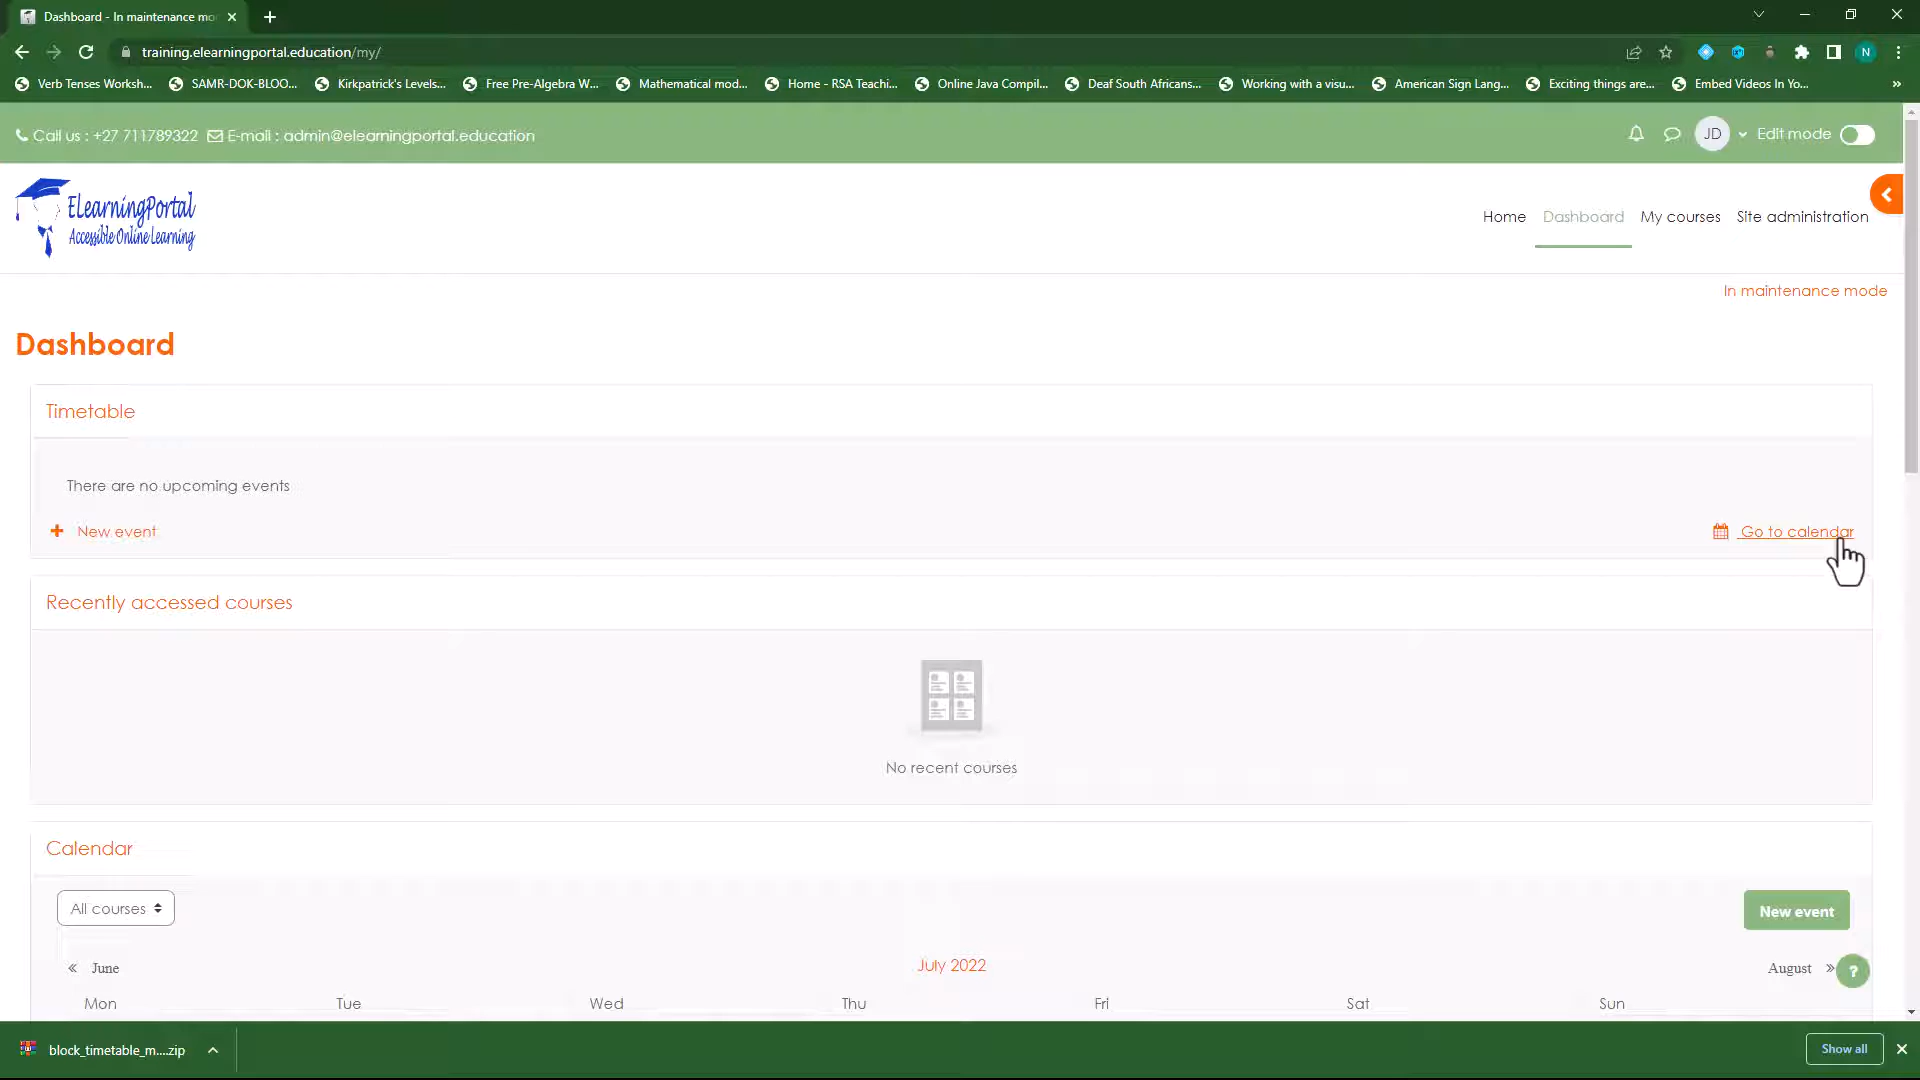 Dashboard - In maintenance mo
training.elearningportal.education/my/
N
Verb Tenses Worksh... SAMR-DOK-BLOO... Kirkpatrick's Levels... Free Pre-Algebra W... Mathematical mod... Home - RSA Teachi... Online Java Compil... Deaf South Africans... Working with a visu... American Sign Lang... Exciting things are... Embed Videos In Yo... »
Call us : +27 711789322 E-mail : admin@elearningportal.education
JD Edit mode
ElearningPortal
Accessible Online Learning
Home Dashboard My courses Site administration
In maintenance mode
Dashboard
Timetable
There are no upcoming events
+ New event Go to calendar
Recently accessed courses
No recent courses
Calendar
All courses New event
« June July 2022 August » ?
Mon Tue Wed Thu Fri Sat Sun
block_timetable_m....zip Show all